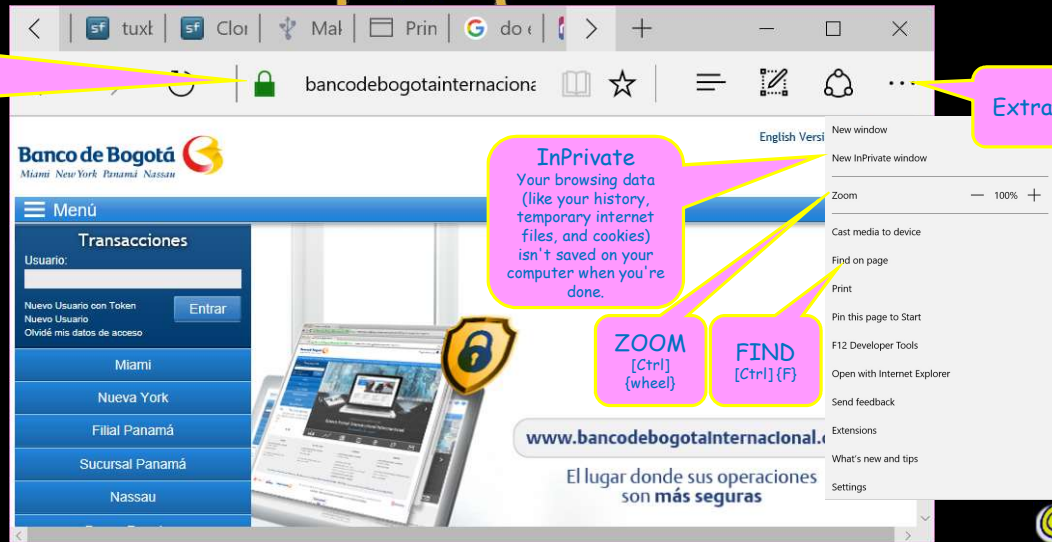 tuxb
Clor
Mak
Prin
do e
bancodebogotainternaciona
Extra
Banco de Bogotá
Miami New York Panamá Nassau
English Versi
Menú
Transacciones
Usuario:
Nuevo Usuario con Token
Nuevo Usuario
Olvidé mis datos de acceso
Entrar
Miami
Nueva York
Filial Panamá
Sucursal Panamá
Nassau
InPrivate
Your browsing data
(like your history,
temporary internet
files, and cookies)
isn't saved on your
computer when you're
done.
ZOOM
[Ctrl]
{wheel}
FIND
[Ctrl] {F}
www.bancodebogotainternacional.c
El lugar donde sus operaciones
son más seguras
New window
New InPrivate window
Zoom — 100% +
Cast media to device
Find on page
Print
Pin this page to Start
F12 Developer Tools
Open with Internet Explorer
Send feedback
Extensions
What's new and tips
Settings